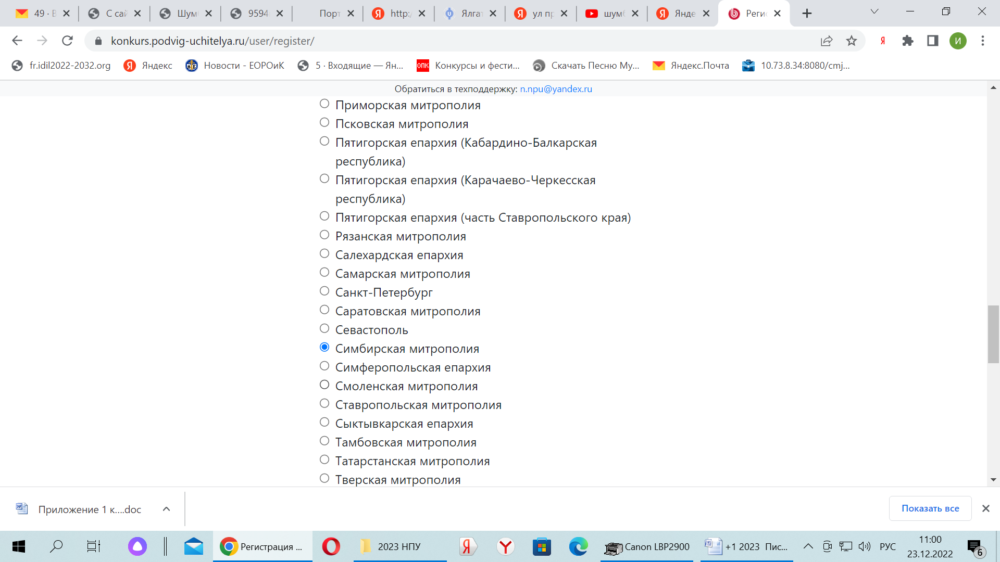 49 · В
С сай
Шум
9594
Порт
http:/
Ялгат
ул пр
шумб
Янде
Регис
konkurs.podvig-uchitelya.ru/user/register/
Я
И
fr.idil2022-2032.org
Яндекс
Новости - ЕОРОиК
5 · Входящие — Ян...
ОПК
Конкурсы и фести...
Скачать Песню Му...
Яндекс.Почта
10.73.8.34:8080/cmj...
Обратиться в техподдержку: n.npu@yandex.ru
Приморская митрополия
Псковская митрополия
Пятигорская епархия (Кабардино-Балкарская
республика)
Пятигорская епархия (Карачаево-Черкесская
республика)
Пятигорская епархия (часть Ставропольского края)
Рязанская митрополия
Салехардская епархия
Самарская митрополия
Санкт-Петербург
Саратовская митрополия
Севастополь
Симбирская митрополия
Симферопольская епархия
Смоленская митрополия
Ставропольская митрополия
Сыктывкарская епархия
Тамбовская митрополия
Татарстанская митрополия
Тверская митрополия
Приложение 1 к....doc
Показать все
Регистрация ...
2023 НПУ
Canon LBP2900
+1 2023 Пис...
РУС
11:00
23.12.2022
6